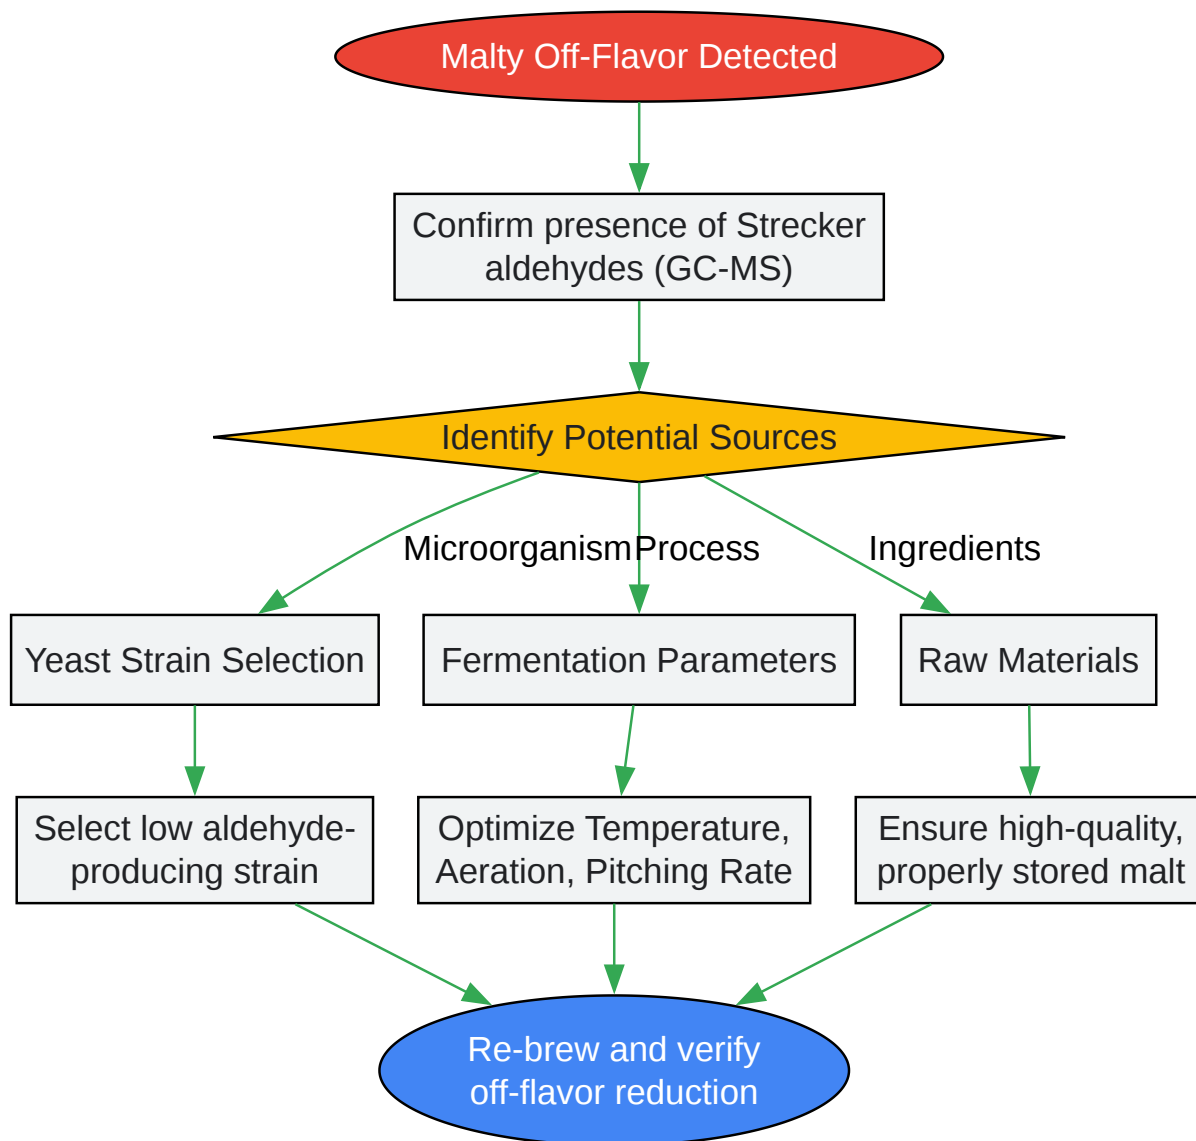 Malty Off-Flavor Detected
Confirm presence of Strecker
aldehydes (GC-MS)
Identify Potential Sources
Microorganism
Process
Ingredients
Yeast Strain Selection
Fermentation Parameters
Raw Materials
Select low aldehyde-
producing strain
Optimize Temperature,
Aeration, Pitching Rate
Ensure high-quality,
properly stored malt
Re-brew and verify
off-flavor reduction